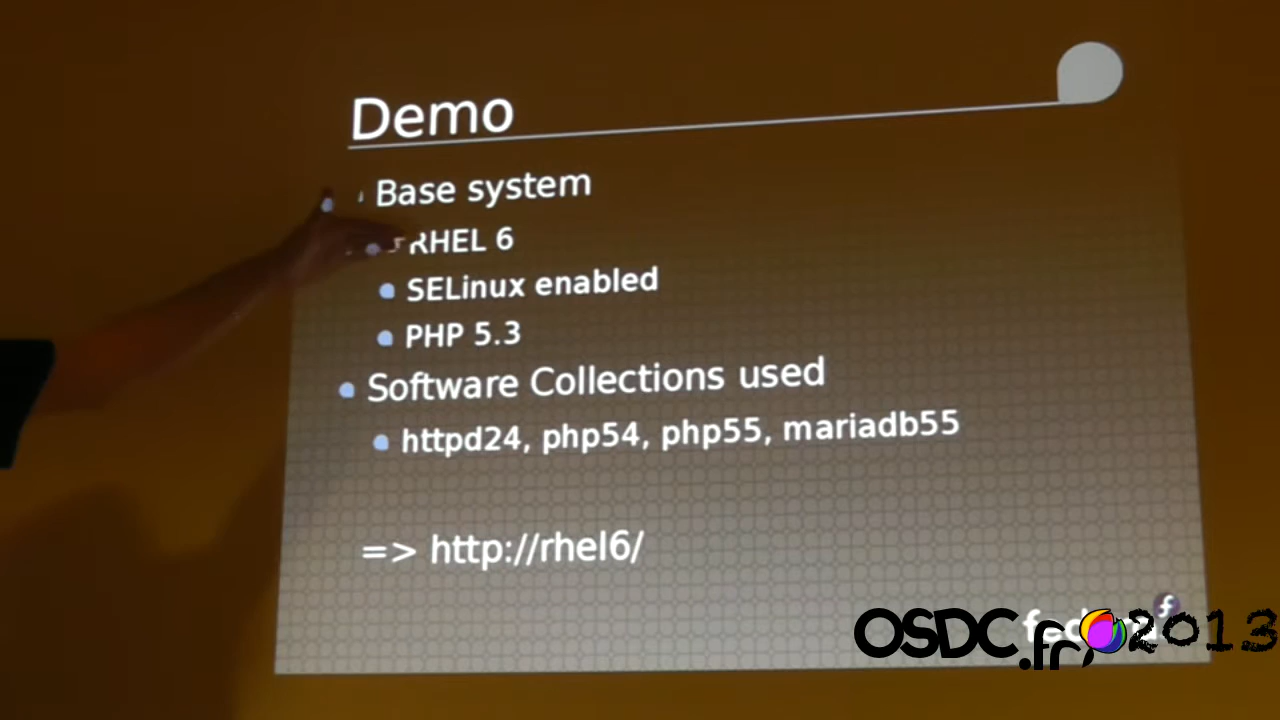 Demo
Base system
RHEL 6
SELinux enabled
PHP 5.3
Software Collections used
httpd24, php54, php55, mariadb55
=> http://rhel6/
OSDC.fr 2013